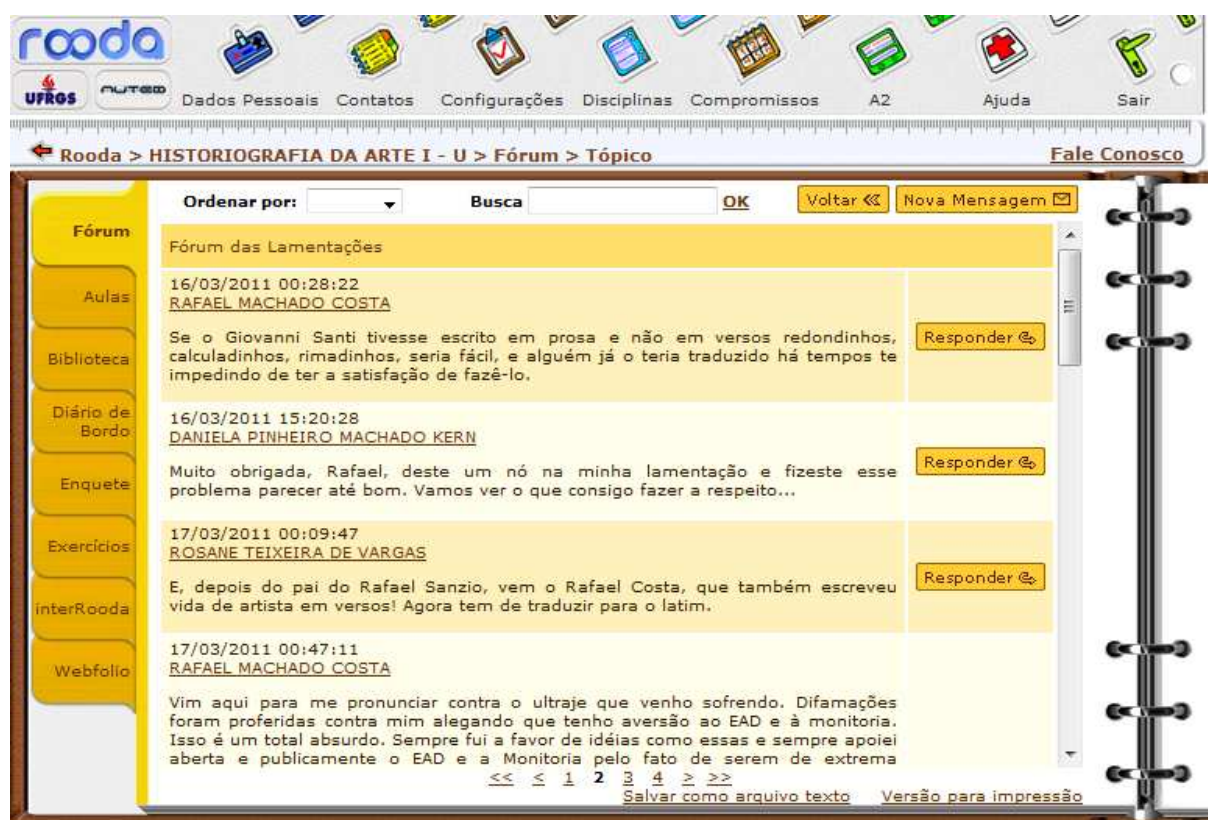 rooda
UFRGS nuted
Dados Pessoais Contatos Configurações Disciplinas Compromissos A2 Ajuda Sair
Rooda > HISTORIOGRAFIA DA ARTE I - U > Fórum > Tópico
Fale Conosco
Ordenar por: Busca OK Voltar Nova Mensagem
Fórum
Aulas
Biblioteca
Diário de
Bordo
Enquete
Exercícios
interRooda
Webfolio
Fórum das Lamentações
16/03/2011 00:28:22
RAFAEL MACHADO COSTA
Se o Giovanni Santi tivesse escrito em prosa e não em versos redondinhos,
calculadinhos, rimadinhos, seria fácil, e alguém já o teria traduzido há tempos te
impedindo de ter a satisfação de fazê-lo.
Responder
16/03/2011 15:20:28
DANIELA PINHEIRO MACHADO KERN
Muito obrigada, Rafael, deste um nó na minha lamentação e fizeste esse
problema parecer até bom. Vamos ver o que consigo fazer a respeito...
Responder
17/03/2011 00:09:47
ROSANE TEIXEIRA DE VARGAS
E, depois do pai do Rafael Sanzio, vem o Rafael Costa, que também escreveu
vida de artista em versos! Agora tem de traduzir para o latim.
Responder
17/03/2011 00:47:11
RAFAEL MACHADO COSTA
Vim aqui para me pronunciar contra o ultraje que venho sofrendo. Difamações
foram proferidas contra mim alegando que tenho aversão ao EAD e à monitoria.
Isso é um total absurdo. Sempre fui a favor de idéias como essas e sempre apoiei
aberta e publicamente o EAD e a Monitoria pelo fato de serem de extrema
<< < 1 2 3 4 > >>
Salvar como arquivo texto Versão para impressão